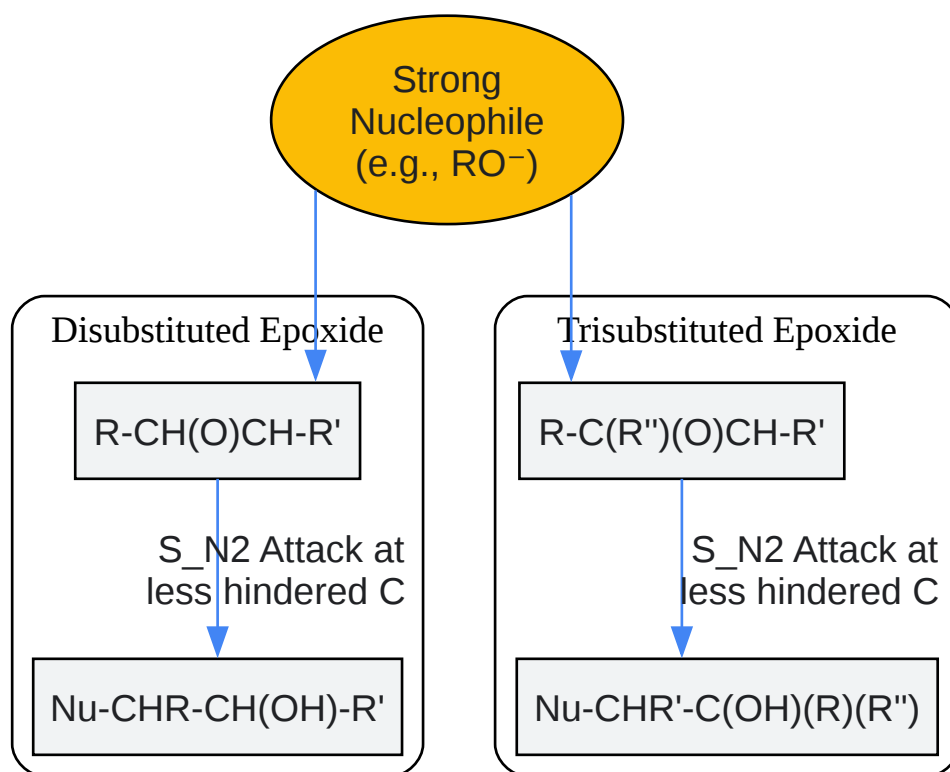 Strong
Nucleophile
(e.g., RO⁻)
Disubstituted Epoxide
Trisubstituted Epoxide
R-CH(O)CH-R'
R-C(R'')(O)CH-R'
S_N2 Attack at
less hindered C
S_N2 Attack at
less hindered C
Nu-CHR-CH(OH)-R'
Nu-CHR'-C(OH)(R)(R'')